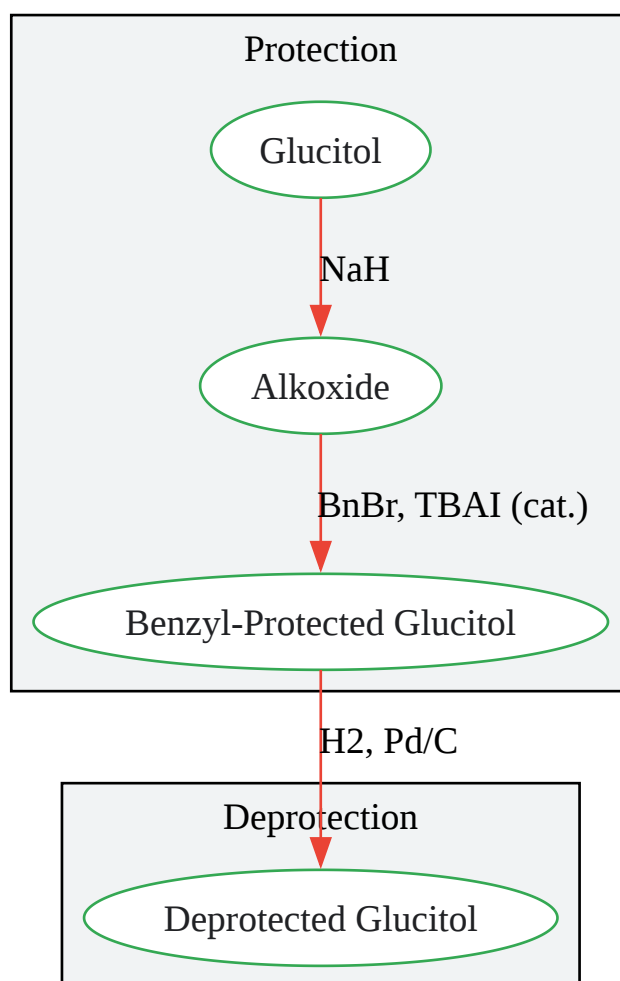 Protection
Glucitol
NaH
Alkoxide
BnBr, TBAI (cat.)
Benzyl-Protected Glucitol
H2, Pd/C
Deprotection
Deprotected Glucitol